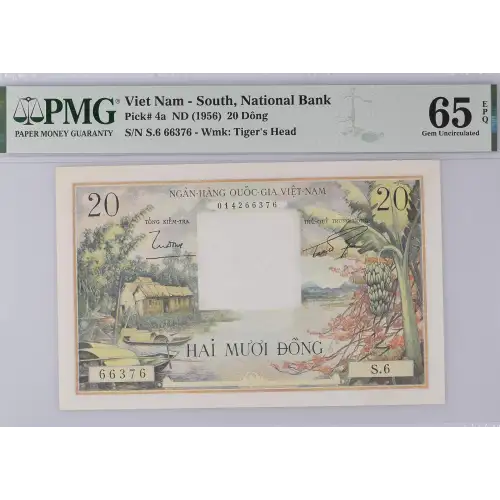 PMG®
PAPER MONEY GUARANTY
Viet Nam - South, National Bank
Pick# 4a ND (1956) 20 Dông
S/N S.6 66376 - Wmk: Tiger's Head
65 EPQ
Gem Uncirculated
NGÂN-HÀNG QUỐC-GIA VIỆT-NAM
20 014266376 20
TỔNG KIỂM-TRA
HAI MƯƠI ĐỒNG
66376 S.6